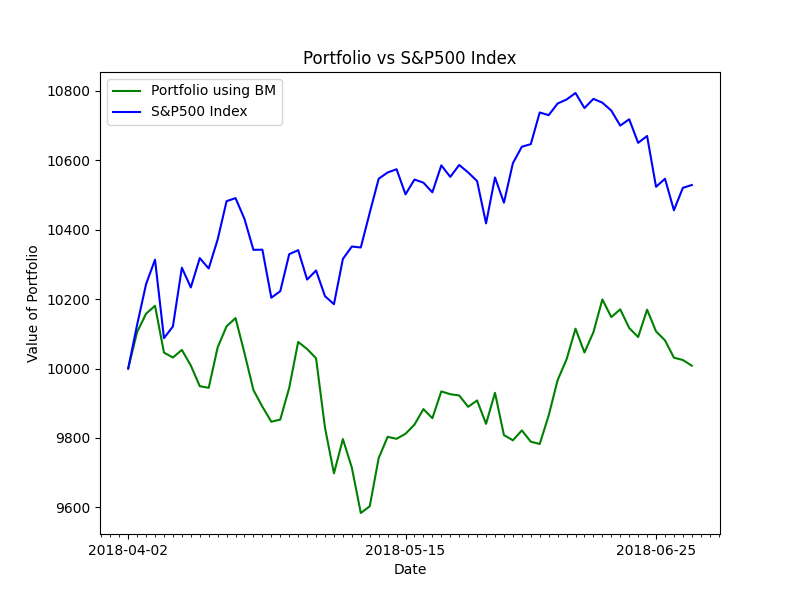 Portfolio vs S&P500 Index
Portfolio using BM
S&P500 Index
Value of Portfolio
10800
10600
10400
10200
10000
9800
9600
2018-04-02
2018-05-15
2018-06-25
Date